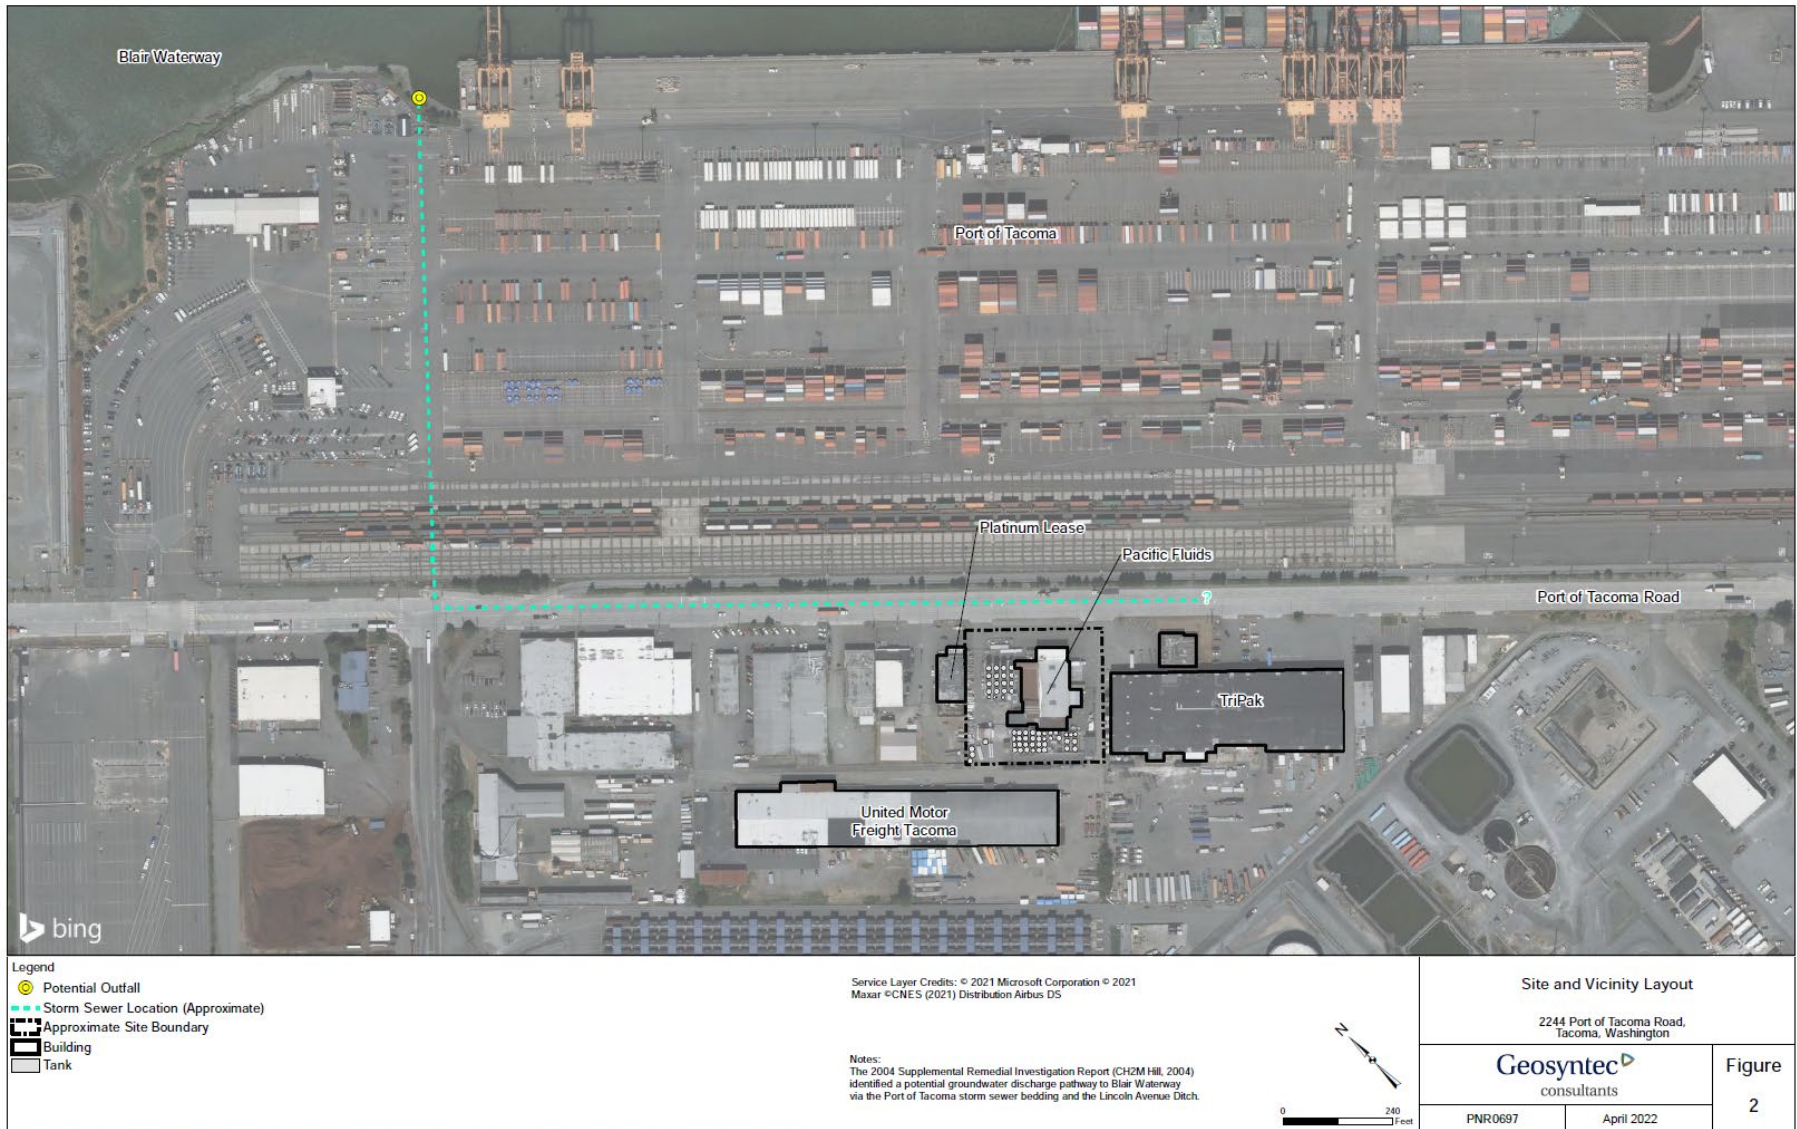 Blair Waterway
Port of Tacoma
Platinum Lease
Pacific Fluids
?
Port of Tacoma Road
TriPak
United Motor
Freight Tacoma
bing
Legend
Potential Outfall
Storm Sewer Location (Approximate)
Approximate Site Boundary
Building
Tank
Service Layer Credits: © 2021 Microsoft Corporation © 2021
Maxar ©CNES (2021) Distribution Airbus DS
Notes:
The 2004 Supplemental Remedial Investigation Report (CH2M Hill, 2004)
identified a potential groundwater discharge pathway to Blair Waterway
via the Port of Tacoma storm sewer bedding and the Lincoln Avenue Ditch.
N
0 240
Feet
Site and Vicinity Layout
2244 Port of Tacoma Road,
Tacoma, Washington
Geosyntec
consultants
PNR0697
April 2022
Figure
2